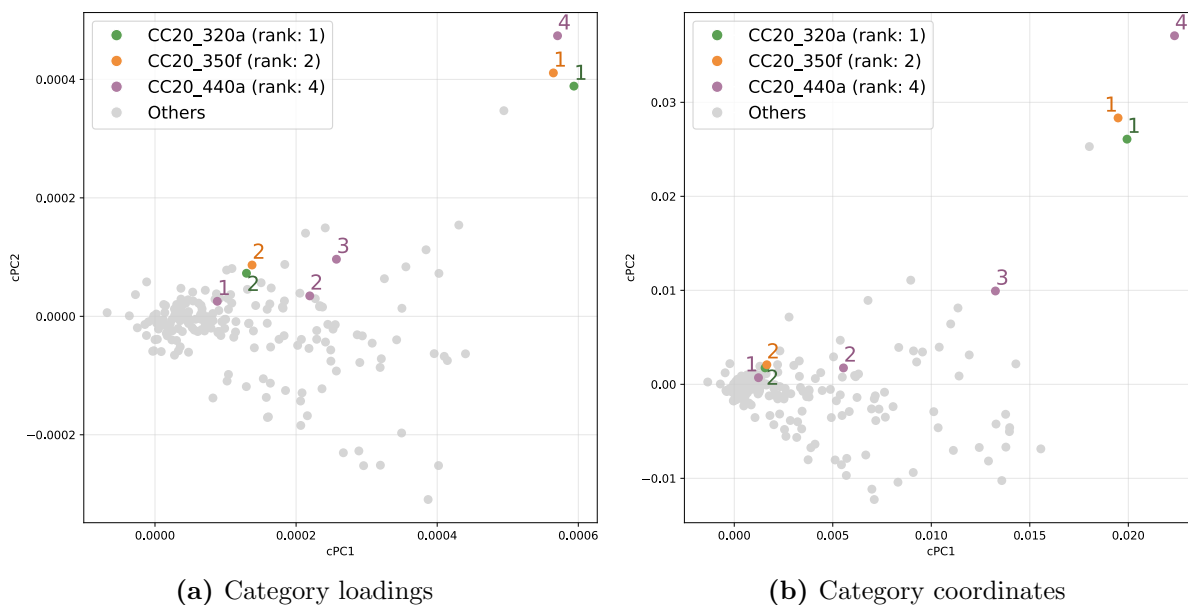 CC20_320a (rank: 1)
CC20_350f (rank: 2)
CC20_440a (rank: 4)
Others
4
1
1
2
2
3
2
1
0.0004
0.0002
0.0000
−0.0002
cPC2
0.0000
0.0002
0.0004
0.0006
cPC1
(a) Category loadings
CC20_320a (rank: 1)
CC20_350f (rank: 2)
CC20_440a (rank: 4)
Others
4
1
1
3
2
1
2
2
0.03
0.02
0.01
0.00
−0.01
cPC2
0.000
0.005
0.010
0.015
0.020
cPC1
(b) Category coordinates